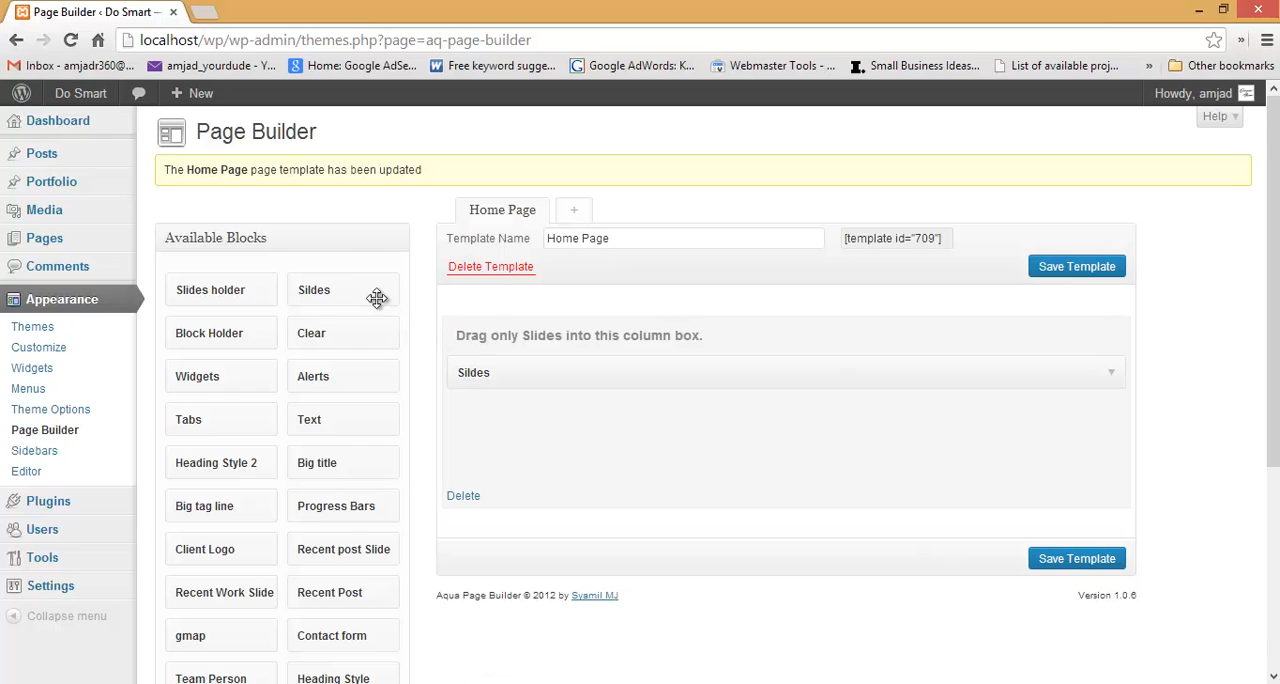 Page Builder ‹ Do Smart —
localhost/wp/wp-admin/themes.php?page=aq-page-builder
Inbox - amjadr360@... amjad_yourdude - Y... Home: Google AdSe... Free keyword sugge... Google AdWords: K... Webmaster Tools - ... Small Business Ideas... List of available proj... » Other bookmarks
Do Smart + New Howdy, amjad
Help
Dashboard
Posts
Portfolio
Media
Pages
Comments
Appearance
Themes
Customize
Widgets
Menus
Theme Options
Page Builder
Sidebars
Editor
Plugins
Users
Tools
Settings
Collapse menu
Page Builder
The Home Page page template has been updated
Available Blocks
Slides holder Sildes
Block Holder Clear
Widgets Alerts
Tabs Text
Heading Style 2 Big title
Big tag line Progress Bars
Client Logo Recent post Slide
Recent Work Slide Recent Post
gmap Contact form
Team Person Heading Style
Home Page +
Template Name Home Page [template id="709"]
Delete Template Save Template
Drag only Slides into this column box.
Sildes
Delete
Save Template
Aqua Page Builder © 2012 by Syamil MJ Version 1.0.6